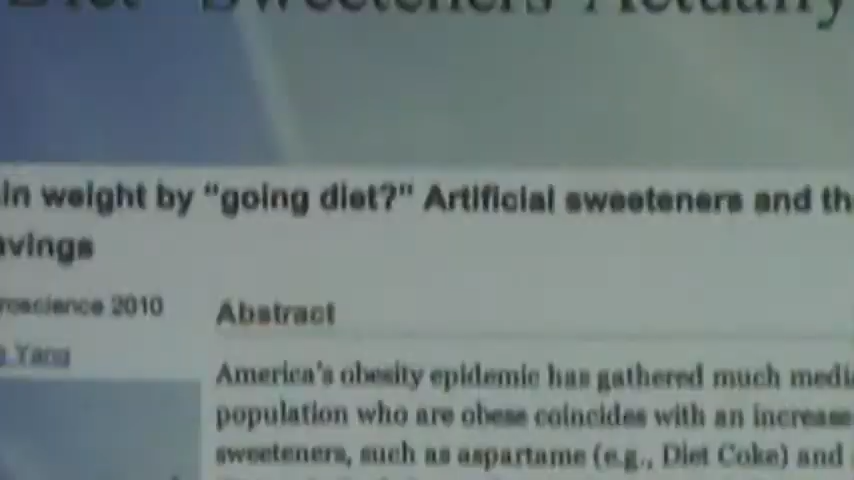 Diet" Sweeteners Actually
in weight by "going diet?" Artificial sweeteners and th
avings
roscience 2010
Abstract
Yang
America's obesity epidemic has gathered much medi
population who are obese coincides with an increase
sweeteners, such as aspartame (e.g., Diet Coke) and